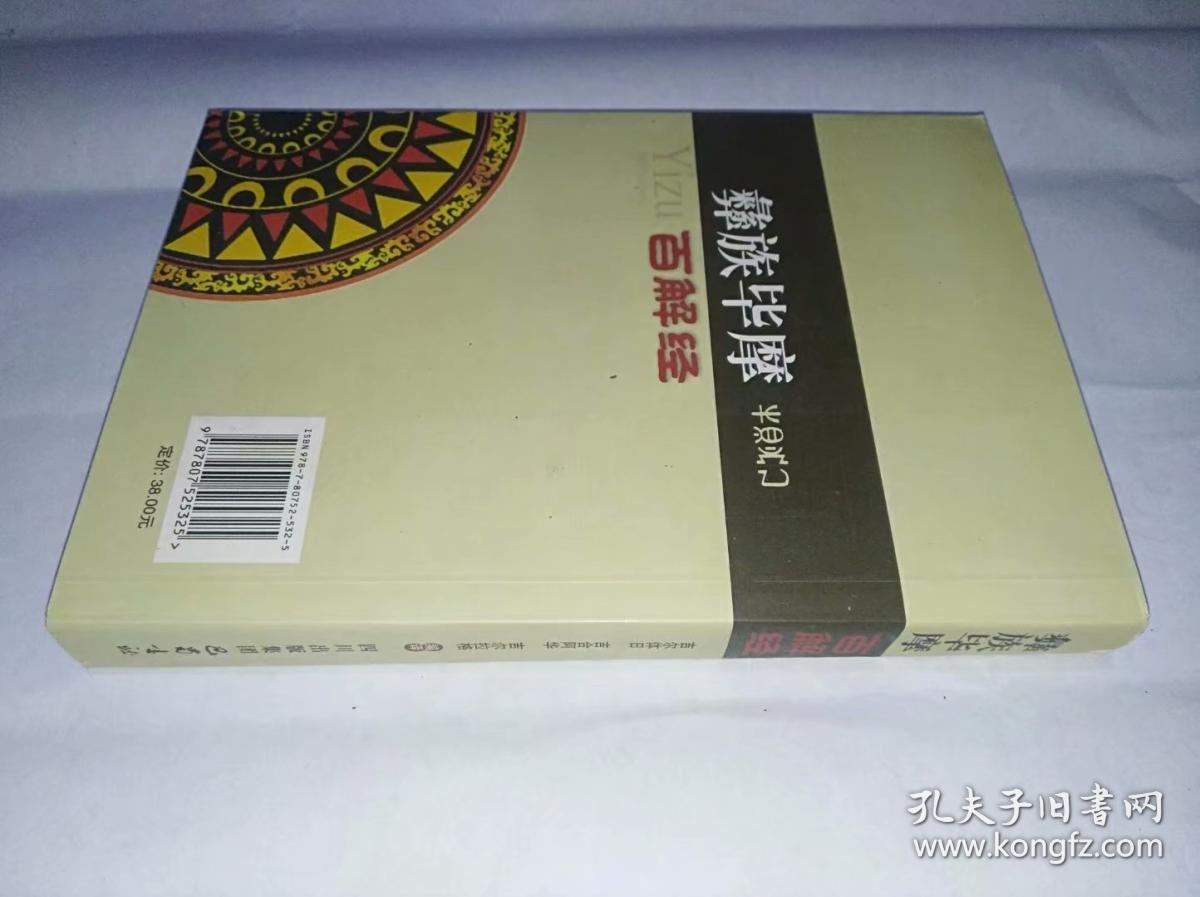 Yizu
彝族毕摩
百解经
ISBN 978-7-80752-532-5
9787807525325>
定价: 38.00元
彝族毕摩
百解经
吉尔体日 吉合阿华 吉尔拉格 编译
四川出版集团 巴蜀书社
孔夫子旧书网
www.kongfz.com